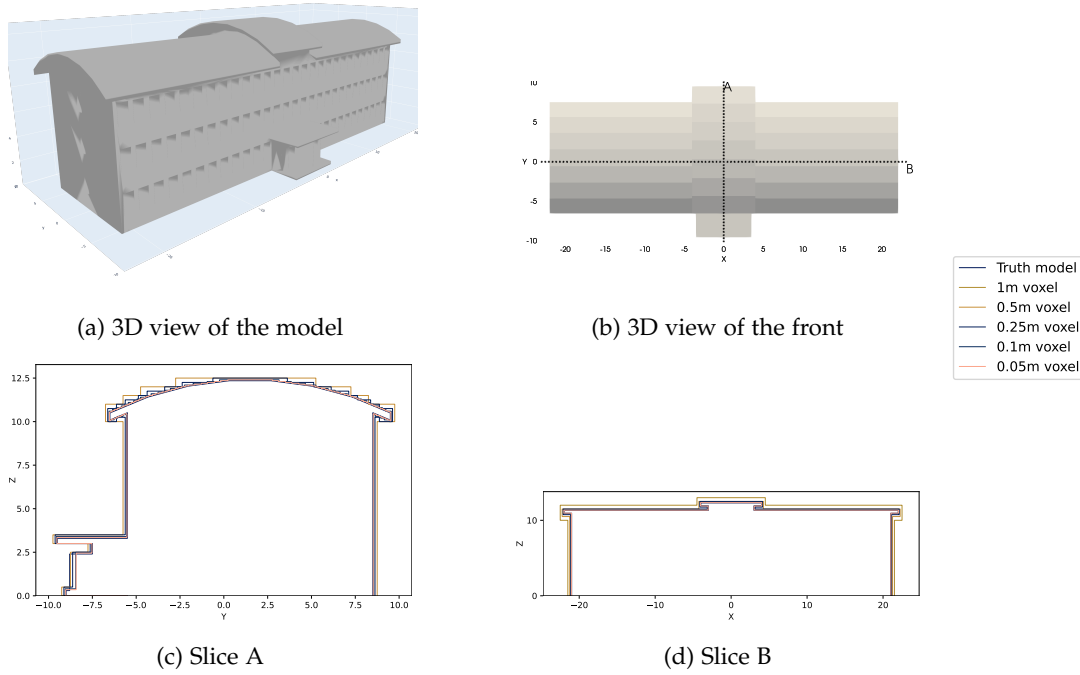 10
A
5
Y 0
B
-5
-10
-20 -15 -10 -5 0 5 10 15 20
X
(a) 3D view of the model
(b) 3D view of the front
Truth model
1m voxel
0.5m voxel
0.25m voxel
0.1m voxel
0.05m voxel
12.5
10.0
7.5
Z
5.0
2.5
0.0
−10.0 −7.5 −5.0 −2.5 0.0 2.5 5.0 7.5 10.0
Y
(c) Slice A
10
Z
0
−20 −10 0 10 20
X
(d) Slice B